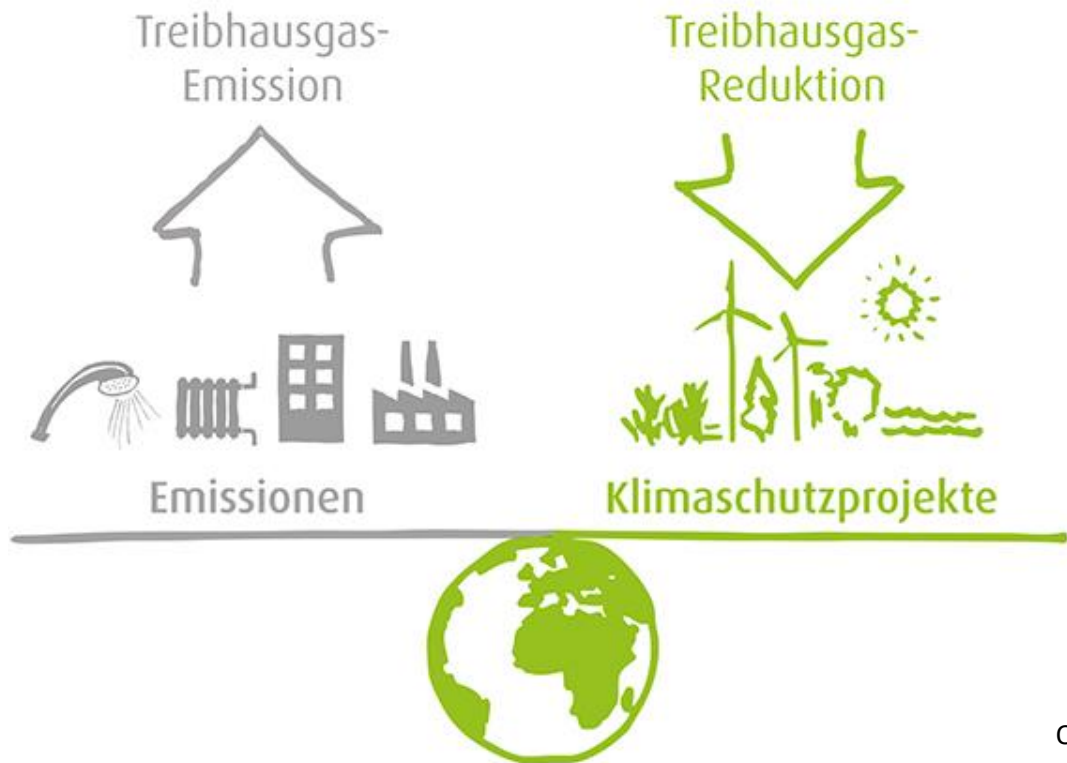 Treibhausgas-
Emission
Treibhausgas-
Reduktion
Emissionen
Klimaschutzprojekte